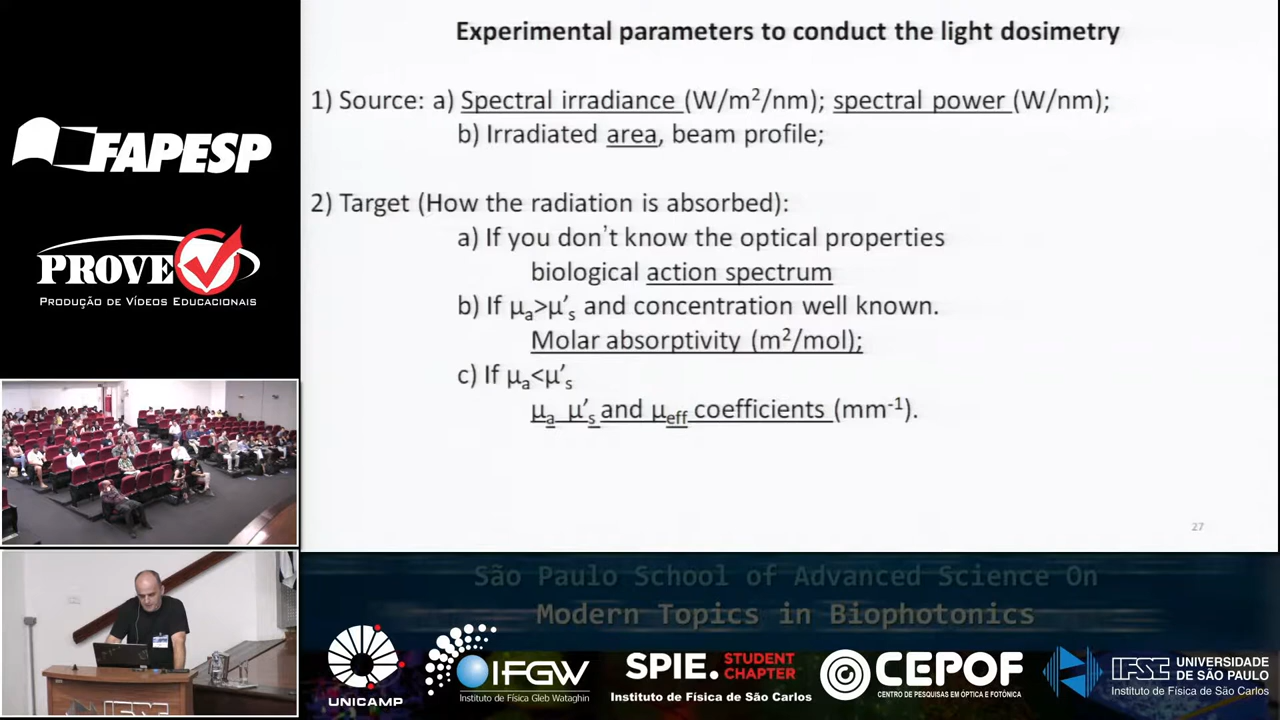 Experimental parameters to conduct the light dosimetry
1) Source: a) Spectral irradiance (W/m²/nm); spectral power (W/nm);
b) Irradiated area, beam profile;
2) Target (How the radiation is absorbed):
a) If you don't know the optical properties
biological action spectrum
b) If μₐ>μ'ₛ and concentration well known.
Molar absorptivity (m²/mol);
c) If μₐ<μ'ₛ
μₐ μ'ₛ and μeff coefficients (mm⁻¹).
27
FAPESP
PROVE
PRODUÇÃO DE VÍDEOS EDUCACIONAIS
São Paulo School of Advanced Science On
Modern Topics in Biophotonics
UNICAMP
IFGW
Instituto de Física Gleb Wataghin
SPIE. STUDENT CHAPTER
Instituto de Física de São Carlos
CEPOF
CENTRO DE PESQUISAS EM ÓPTICA E FOTÔNICA
IFSC UNIVERSIDADE DE SÃO PAULO
Instituto de Física de São Carlos